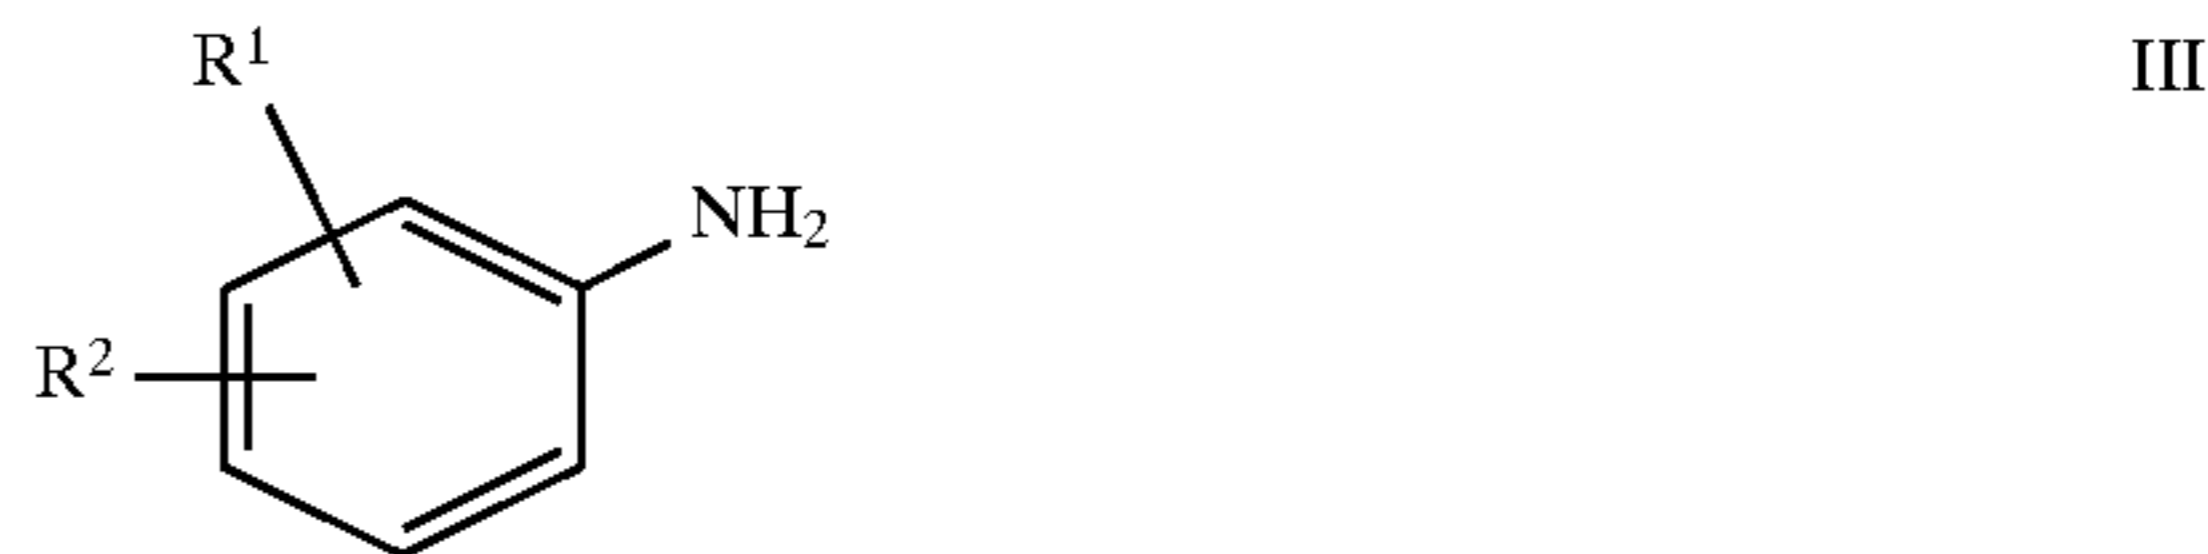 R¹
III
NH₂
R²